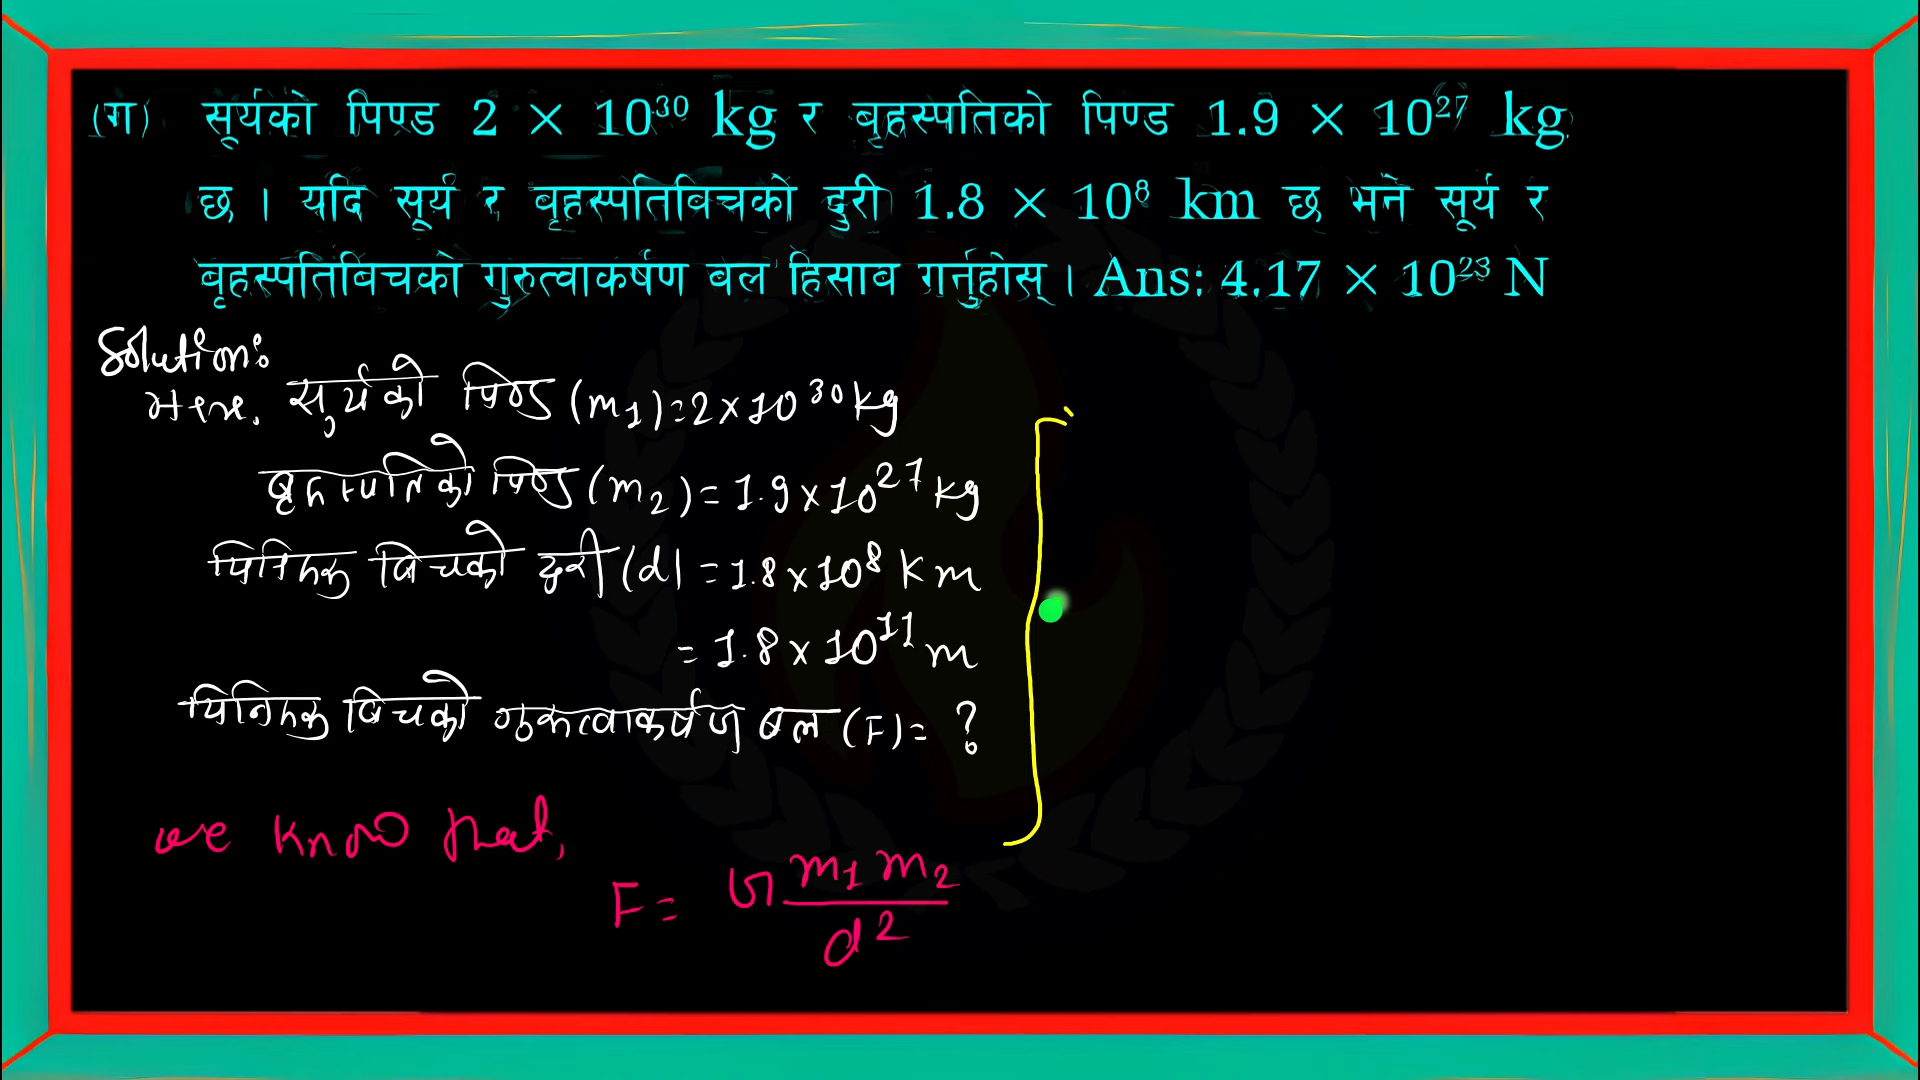 (ग) सूर्यको पिण्ड 2 × 10³⁰ kg र बृहस्पतिको पिण्ड 1.9 × 10²⁷ kg
छ । यदि सूर्य र बृहस्पतिबिचको दुरी 1.8 × 10⁸ km छ भने सूर्य र
बृहस्पतिबिचको गुरुत्वाकर्षण बल हिसाब गर्नुहोस् । Ans: 4.17 × 10²³ N
Solution:
Here, सुर्यको पिण्ड (m₁) = 2 × 10³⁰ kg
बृहस्पतिको पिण्ड (m₂) = 1.9 × 10²⁷ kg
बिचको दुरी (d) = 1.8 × 10⁸ Km
= 1.8 × 10¹¹ m
बिचको गुरुत्वाकर्षण बल (F) = ?
we know that,
F = G m₁ m₂ / d²